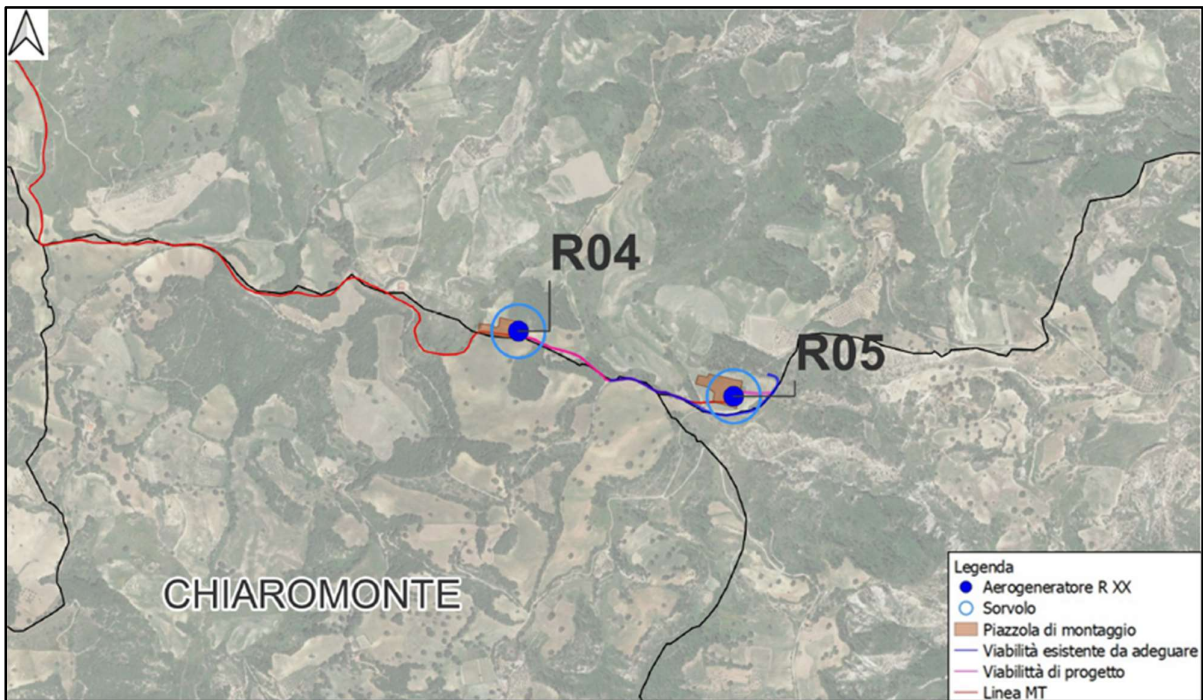 R04
R05
CHIAROMONTE
Legenda
Aerogeneratore R XX
Sorvolo
Piazzola di montaggio
Viabilità esistente da adeguare
Viabilittà di progetto
Linea MT